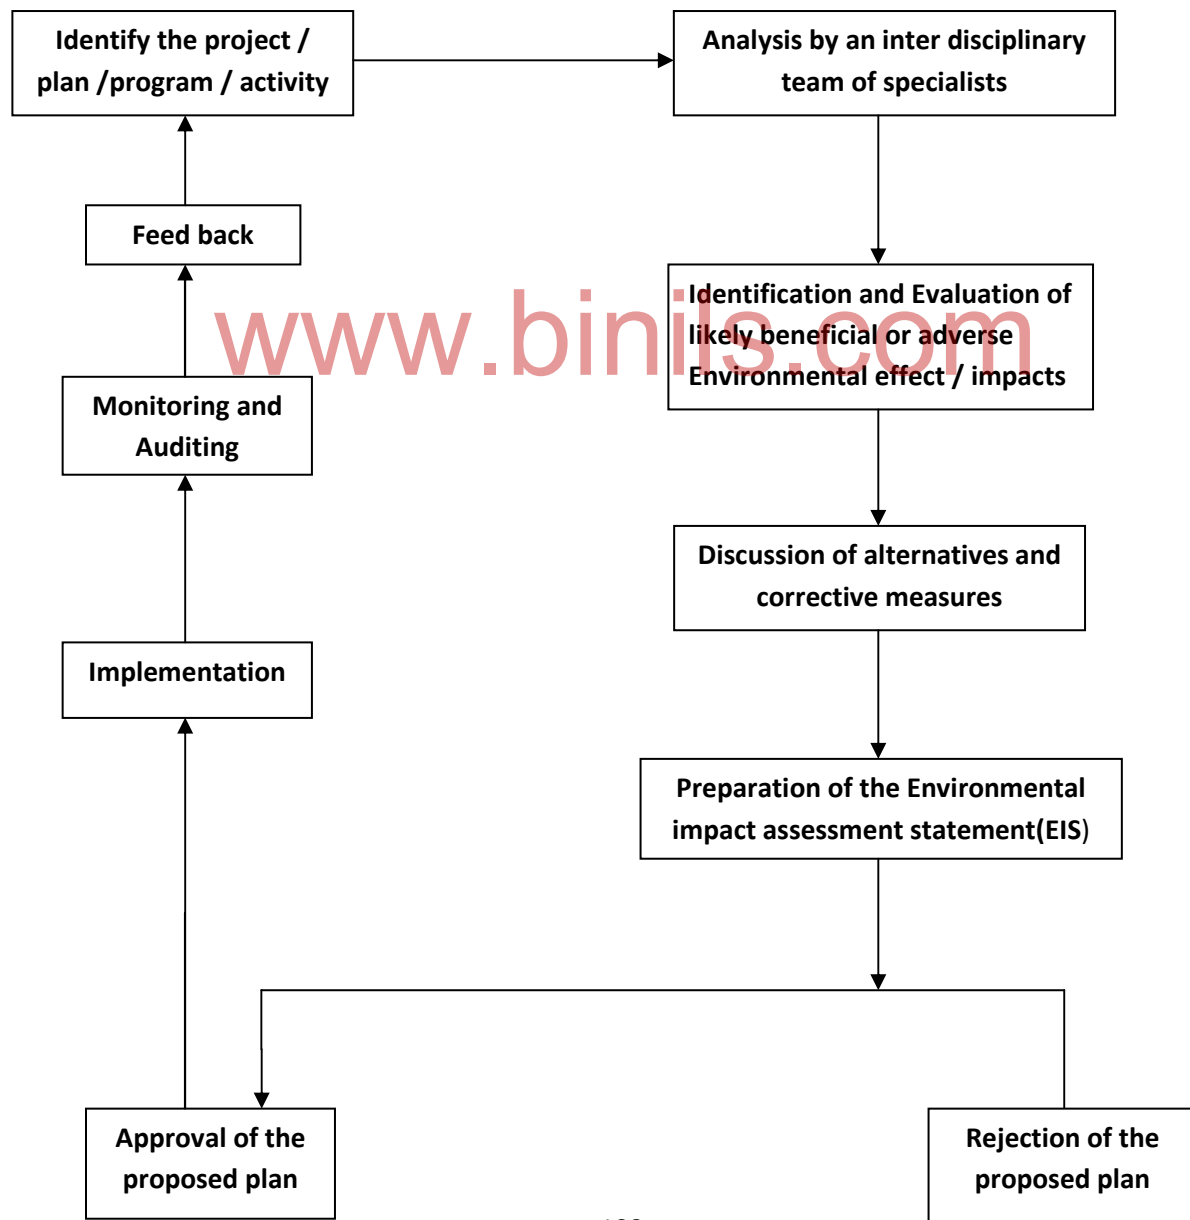 Identify the project /
plan /program / activity
Analysis by an inter disciplinary
team of specialists
Feed back
Identification and Evaluation of
likely beneficial or adverse
Environmental effect / impacts
www.binils.com
Monitoring and
Auditing
Discussion of alternatives and
corrective measures
Implementation
Preparation of the Environmental
impact assessment statement(EIS)
Approval of the
proposed plan
Rejection of the
proposed plan